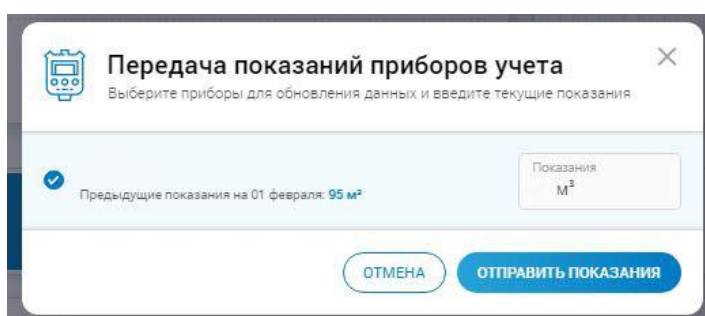 Передача показаний приборов учета
Выберите приборы для обновления данных и введите текущие показания
Показания
Предыдущие показания на 01 февраля: 95 м³
м³
ОТМЕНА
ОТПРАВИТЬ ПОКАЗАНИЯ